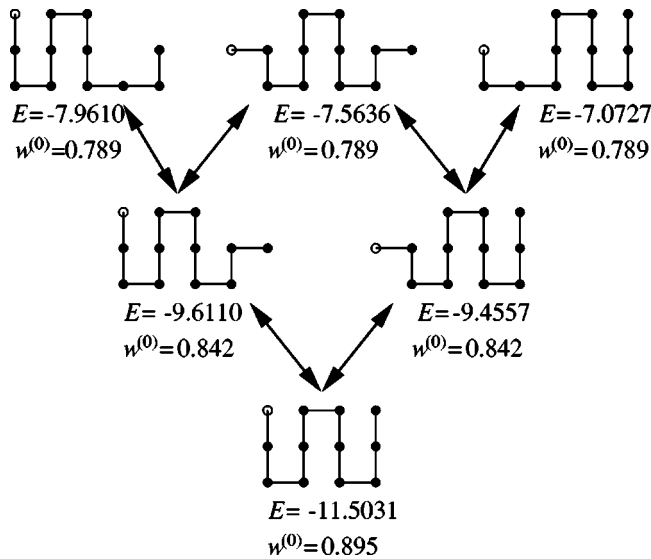 E= -7.9610
w(0)=0.789
E= -7.5636
w(0)=0.789
E= -7.0727
w(0)=0.789
E= -9.6110
w(0)=0.842
E= -9.4557
w(0)=0.842
E= -11.5031
w(0)=0.895